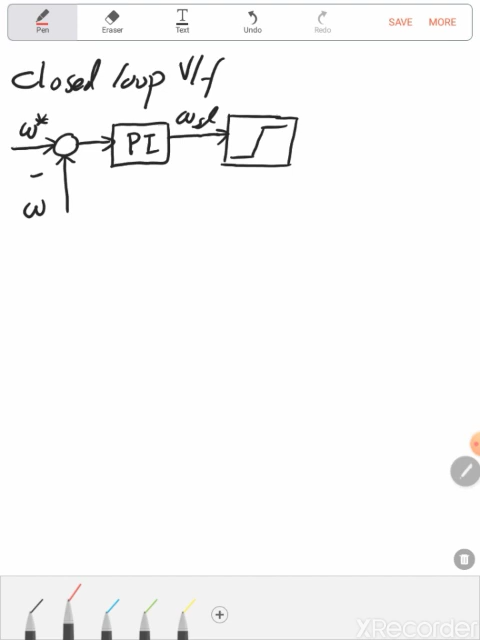 Pen Eraser Text Undo Redo SAVE MORE
closed loop V/f
ω* PI ωsl
-
ω
XRecorder